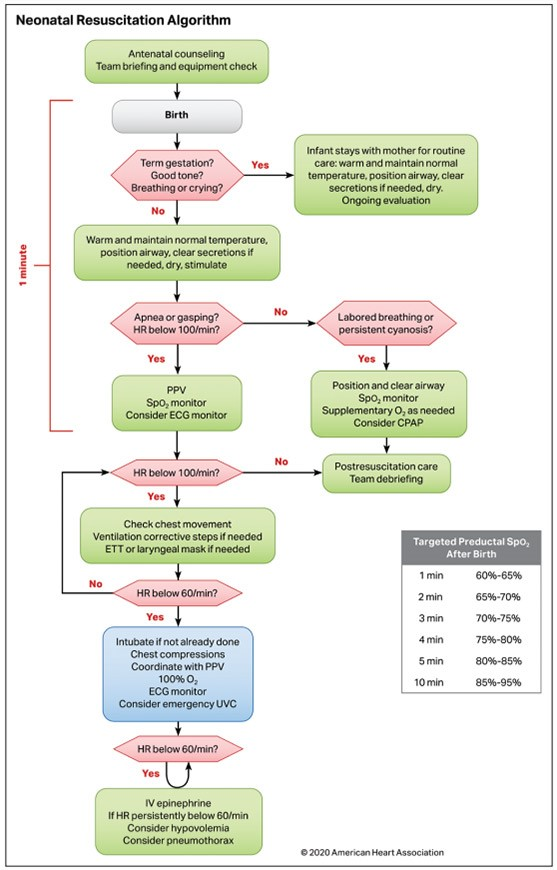 Neonatal Resuscitation Algorithm
Antenatal counseling
Team briefing and equipment check
Birth
Term gestation?
Good tone?
Breathing or crying?
Yes
Infant stays with mother for routine
care: warm and maintain normal
temperature, position airway, clear
secretions if needed, dry.
Ongoing evaluation
No
1 minute
Warm and maintain normal temperature,
position airway, clear secretions if
needed, dry, stimulate
Apnea or gasping?
HR below 100/min?
No
Labored breathing or
persistent cyanosis?
Yes
Yes
PPV
SpO₂ monitor
Consider ECG monitor
Position and clear airway
SpO₂ monitor
Supplementary O₂ as needed
Consider CPAP
HR below 100/min?
No
Postresuscitation care
Team debriefing
Yes
Check chest movement
Ventilation corrective steps if needed
ETT or laryngeal mask if needed
No
HR below 60/min?
Yes
Intubate if not already done
Chest compressions
Coordinate with PPV
100% O₂
ECG monitor
Consider emergency UVC
HR below 60/min?
Yes
IV epinephrine
If HR persistently below 60/min
Consider hypovolemia
Consider pneumothorax
Targeted Preductal SpO₂
After Birth
1 min 60%-65%
2 min 65%-70%
3 min 70%-75%
4 min 75%-80%
5 min 80%-85%
10 min 85%-95%
© 2020 American Heart Association